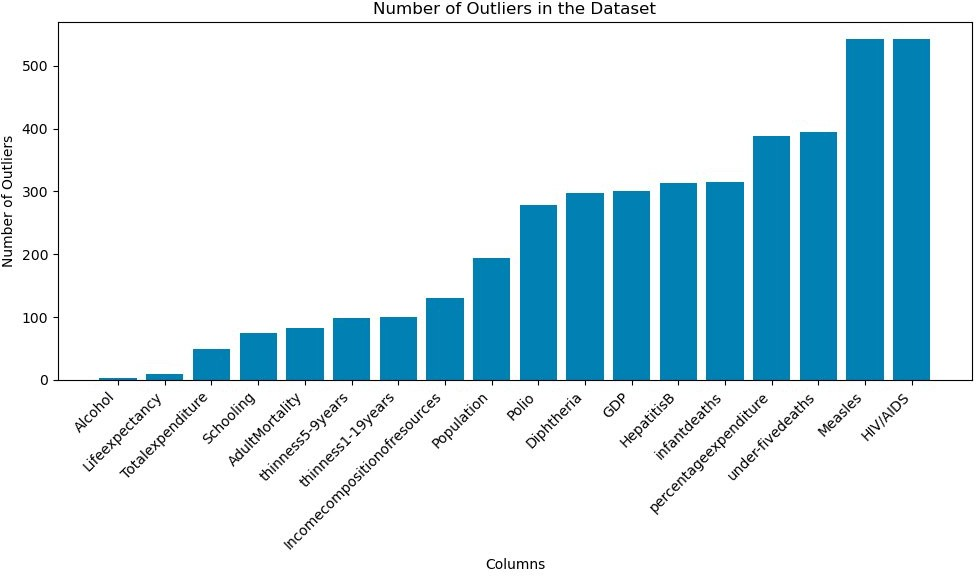 Number of Outliers in the Dataset
Number of Outliers
500
400
300
200
100
0
Alcohol
Lifeexpectancy
Totalexpenditure
Schooling
AdultMortality
thinness5-9years
thinness1-19years
Incomecompositionofresources
Population
Polio
Diphtheria
GDP
HepatitisB
infantdeaths
percentageexpenditure
under-fivedeaths
Measles
HIV/AIDS
Columns